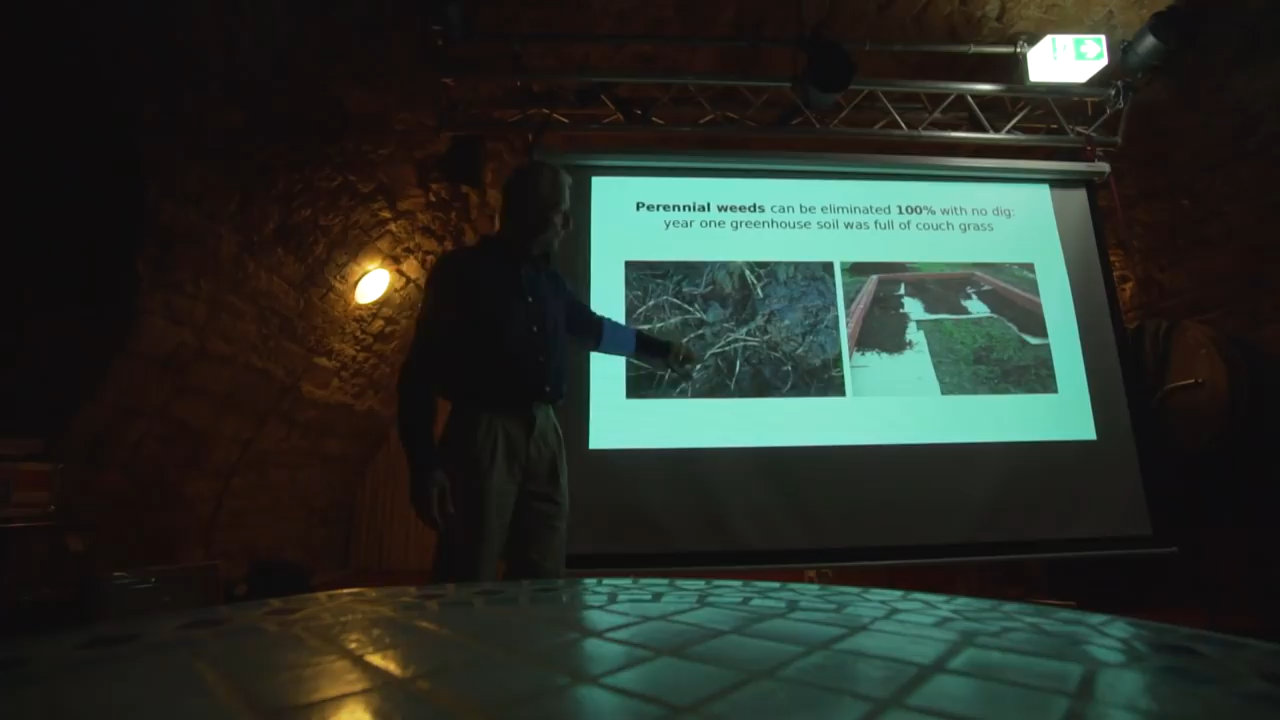 Perennial weeds can be eliminated 100% with no dig:
year one greenhouse soil was full of couch grass